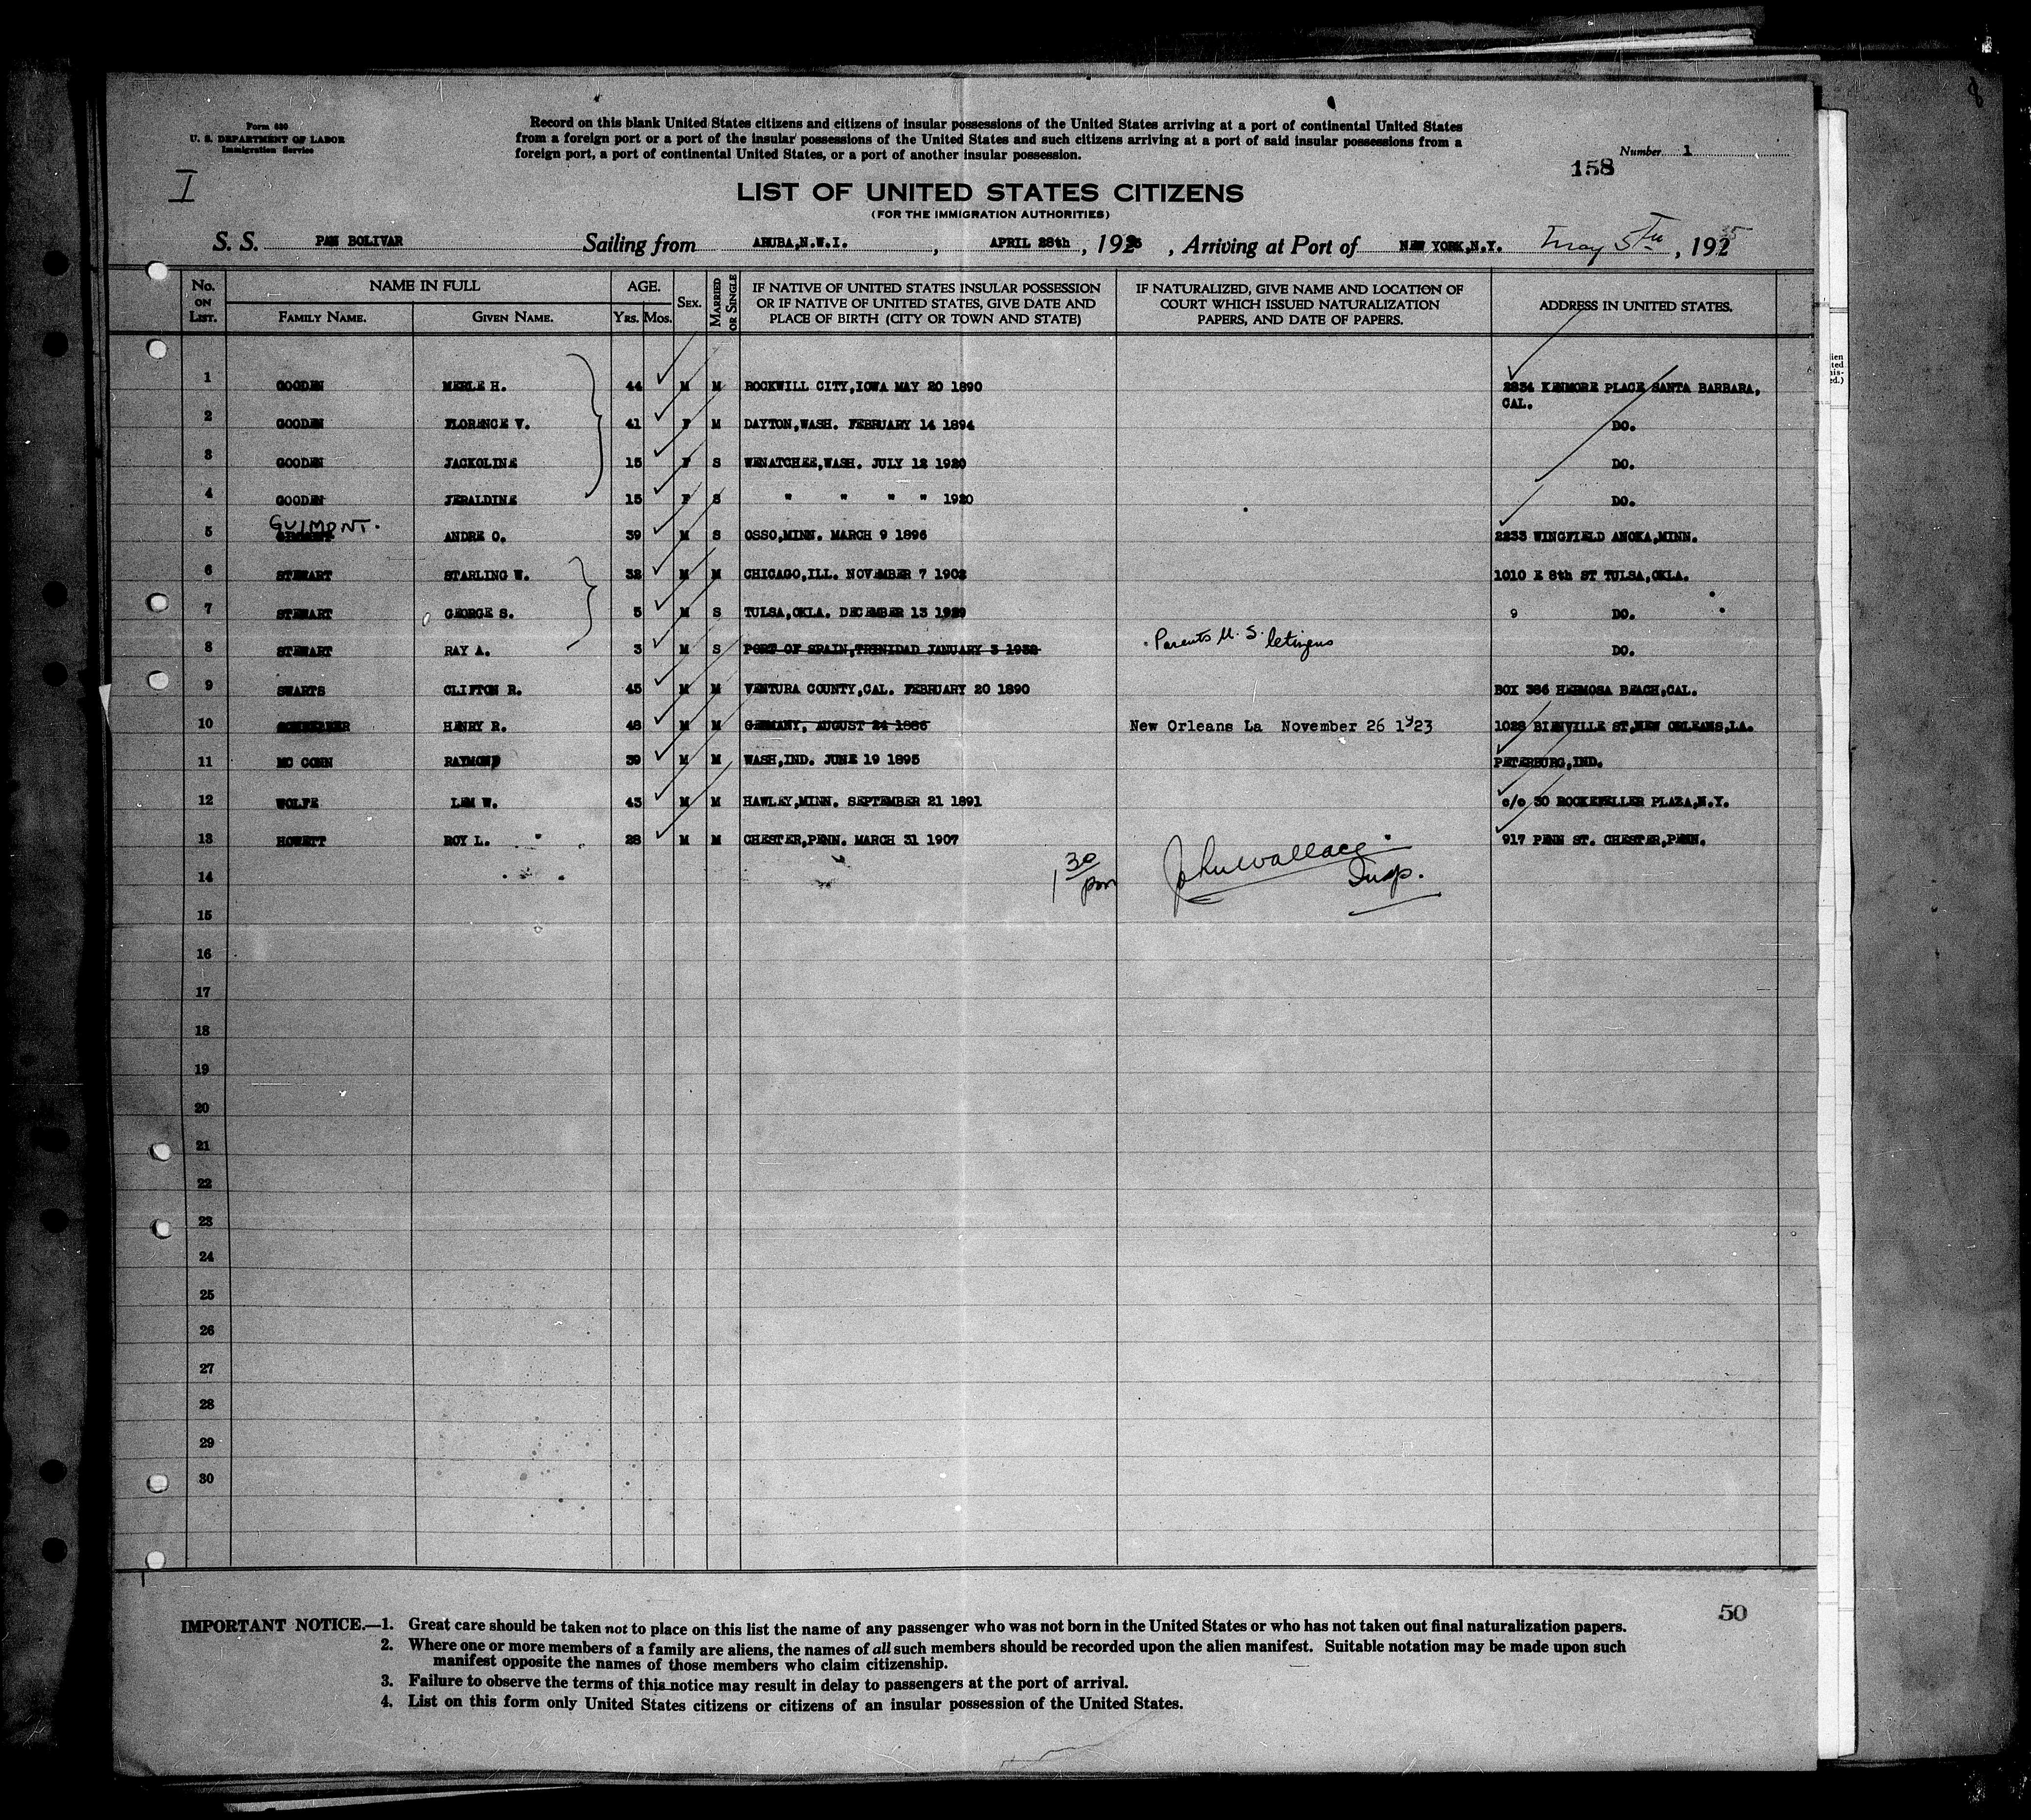 8
Form 630
U. S. DEPARTMENT OF LABOR
Immigration Service
Record on this blank United States citizens and citizens of insular possessions of the United States arriving at a port of continental United States
from a foreign port or a port of the insular possessions of the United States and such citizens arriving at a port of said insular possessions from a
foreign port, a port of continental United States, or a port of another insular possession.
Number 1
158
I
LIST OF UNITED STATES CITIZENS
(FOR THE IMMIGRATION AUTHORITIES)
S. S. PAN BOLIVAR Sailing from ARUBA,N.W.I. , APRIL 28th , 1935 , Arriving at Port of NEW YORK,N.Y. May 5th , 1935
No. ON LIST. NAME IN FULL AGE. SEX. MARRIED OR SINGLE IF NATIVE OF UNITED STATES INSULAR POSSESSION OR IF NATIVE OF UNITED STATES, GIVE DATE AND PLACE OF BIRTH (CITY OR TOWN AND STATE) IF NATURALIZED, GIVE NAME AND LOCATION OF COURT WHICH ISSUED NATURALIZATION PAPERS, AND DATE OF PAPERS. ADDRESS IN UNITED STATES.
FAMILY NAME. GIVEN NAME. YRS. MOS.
1 GOODEN MERLE H. 44 M M ROCKWILL CITY,IOWA MAY 20 1890 2834 KENMORE PLACE SANTA BARBARA,
CAL.
2 GOODEN FLORENCE V. 41 F M DAYTON,WASH. FEBRUARY 14 1894 DO.
3 GOODEN JACKOLINE 15 F S WENATCHEE,WASH. JULY 12 1920 DO.
4 GOODEN JERALDINE 15 F S " " " " 1920 DO.
GUIMONT.
5 ANDRE O. 39 M S OSSO,MINN. MARCH 9 1896 2233 WINGFIELD ANOKA,MINN.
6 STEWART STARLING W. 32 M M CHICAGO,ILL. NOVEMBER 7 1902 1010 E 8th ST TULSA,OKLA.
7 STEWART GEORGE S. 5 M S TULSA,OKLA. DECEMBER 13 1929 9 DO.
8 STEWART RAY A. 3 M S PORT OF SPAIN,TRINIDAD JANUARY 3 1932 Parents U. S. Citizens DO.
9 SWARTS CLIFTON R. 45 M M VENTURA COUNTY,CAL. FEBRUARY 20 1890 BOX 386 HERMOSA BEACH,CAL.
10 HENRY R. 48 M M GERMANY, AUGUST 24 1886 New Orleans La November 26 1923 1028 BIENVILLE ST,NEW ORLEANS,LA.
11 MC CONN RAYMOND 39 M M WASH,IND. JUNE 19 1895 PETERBURG,IND.
12 WOLFE LEM W. 43 M M HAWLEY,MINN. SEPTEMBER 21 1891 c/o 30 ROCKEFELLER PLAZA,N.Y.
13 HOWETT ROY L. 28 M M CHESTER,PENN. MARCH 31 1907 917 PENN ST. CHESTER,PENN.
14 1 30 pm John Wallace Insp.
15
16
17
18
19
20
21
22
23
24
25
26
27
28
29
30
50
IMPORTANT NOTICE.—1. Great care should be taken not to place on this list the name of any passenger who was not born in the United States or who has not taken out final naturalization papers.
2. Where one or more members of a family are aliens, the names of all such members should be recorded upon the alien manifest. Suitable notation may be made upon such
manifest opposite the names of those members who claim citizenship.
3. Failure to observe the terms of this notice may result in delay to passengers at the port of arrival.
4. List on this form only United States citizens or citizens of an insular possession of the United States.